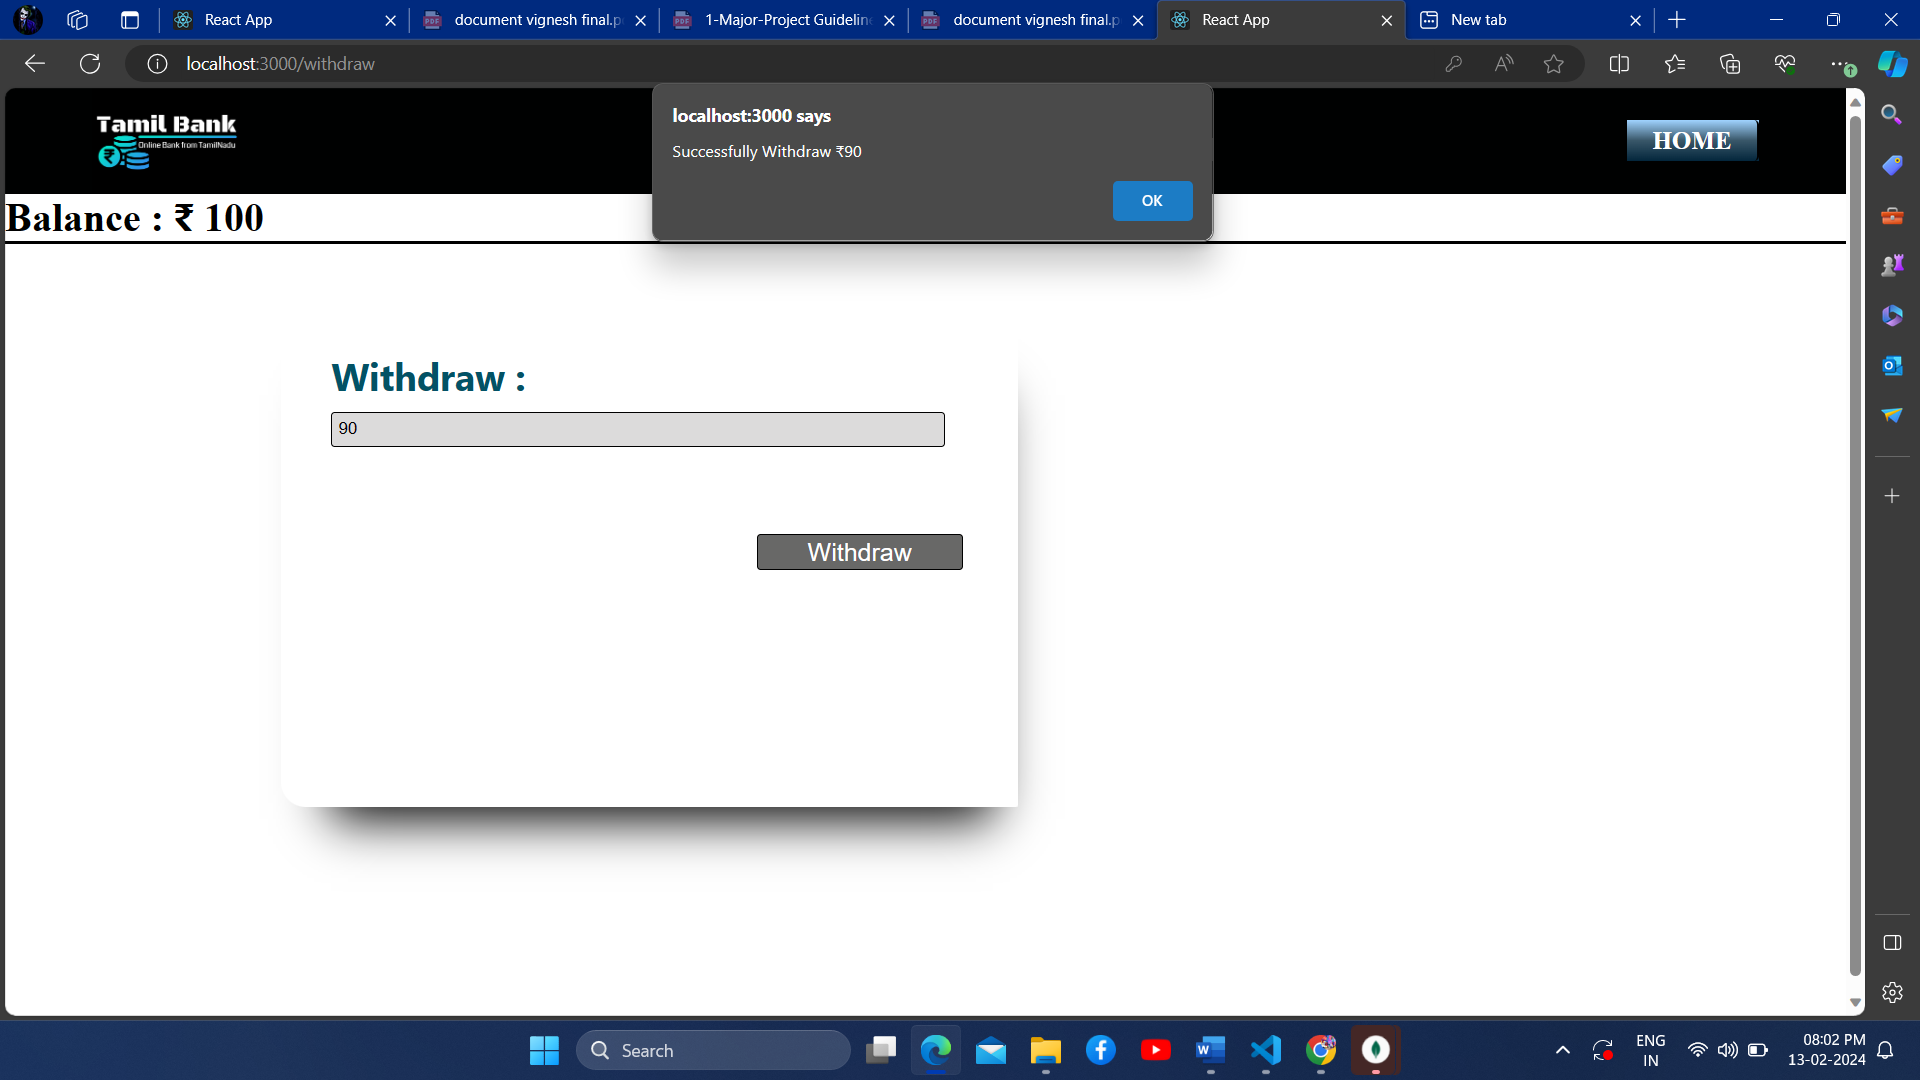 React App
document vignesh final.p
1-Major-Project Guideline
document vignesh final.p
React App
New tab
localhost:3000/withdraw
Tamil Bank
Online Bank from TamilNadu
localhost:3000 says
Successfully Withdraw ₹90
OK
HOME
Balance : ₹ 100
Withdraw :
90
Withdraw
Search
ENG
IN
08:02 PM
13-02-2024